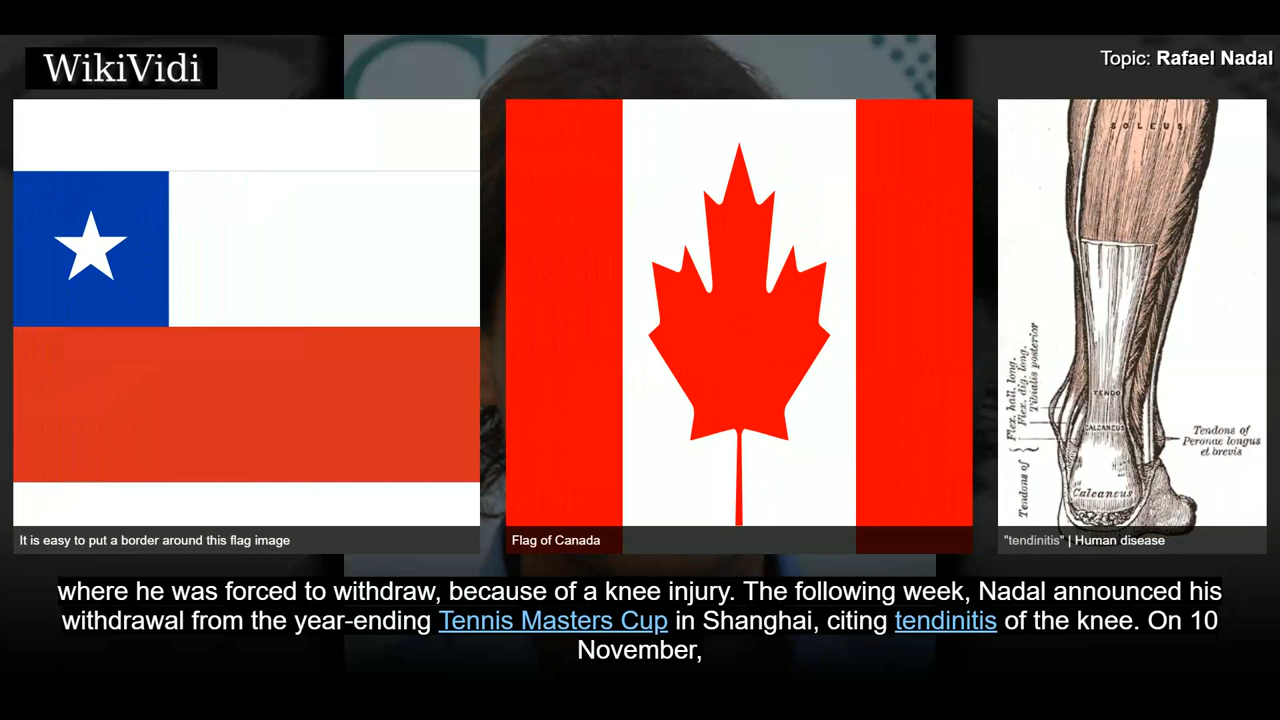 WikiVidi
Topic: Rafael Nadal
SOLEUS
Flex. hall. long.
Flex. dig. long.
Tibialis posterior
TENDO
CALCANEUS
Tendons of
Peronæ longus
et brevis
Tendons of
Calcaneus
It is easy to put a border around this flag image
Flag of Canada
"tendinitis" | Human disease
where he was forced to withdraw, because of a knee injury. The following week, Nadal announced his
withdrawal from the year-ending Tennis Masters Cup in Shanghai, citing tendinitis of the knee. On 10
November,